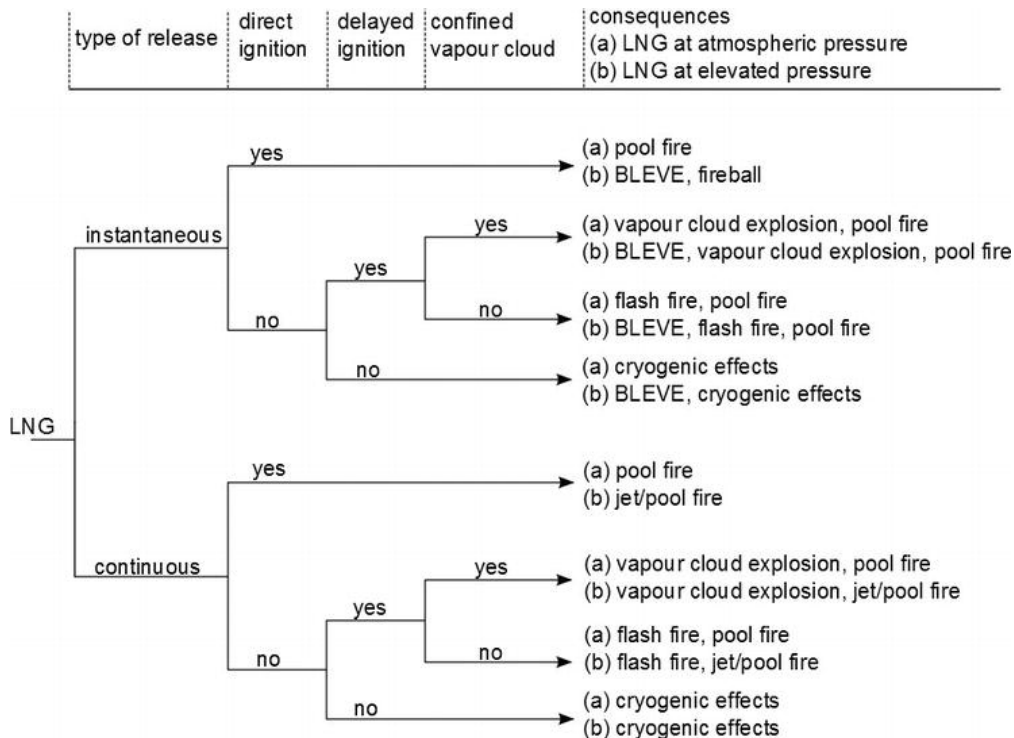 type of release
direct
ignition
delayed
ignition
confined
vapour cloud
consequences
(a) LNG at atmospheric pressure
(b) LNG at elevated pressure
yes
(a) pool fire
(b) BLEVE, fireball
instantaneous
yes
(a) vapour cloud explosion, pool fire
(b) BLEVE, vapour cloud explosion, pool fire
yes
no
no
(a) flash fire, pool fire
(b) BLEVE, flash fire, pool fire
no
(a) cryogenic effects
(b) BLEVE, cryogenic effects
LNG
yes
(a) pool fire
(b) jet/pool fire
continuous
yes
(a) vapour cloud explosion, pool fire
(b) vapour cloud explosion, jet/pool fire
yes
no
no
(a) flash fire, pool fire
(b) flash fire, jet/pool fire
no
(a) cryogenic effects
(b) cryogenic effects